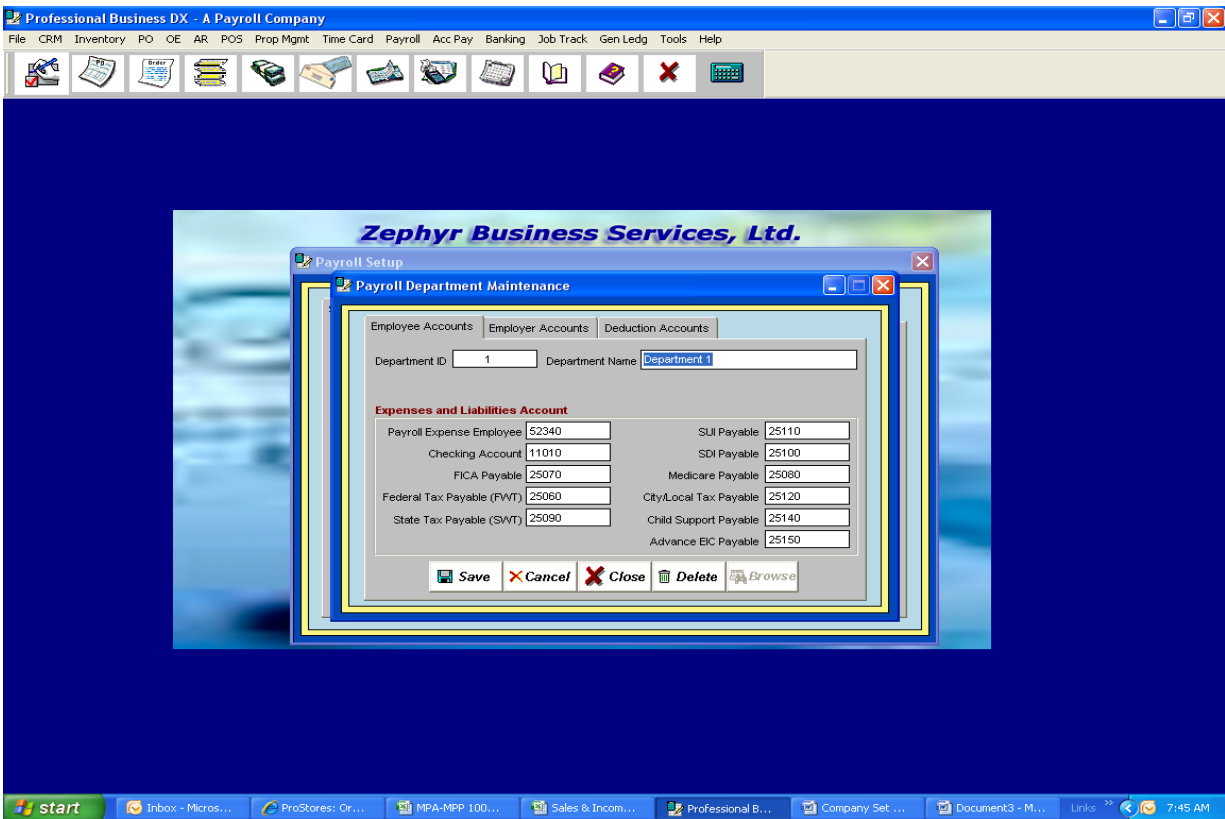 Professional Business DX - A Payroll Company
File CRM Inventory PO OE AR POS Prop Mgmt Time Card Payroll Acc Pay Banking Job Track Gen Ledg Tools Help
PO Order
Zephyr Business Services, Ltd.
Payroll Setup
Payroll Department Maintenance
Employee Accounts Employer Accounts Deduction Accounts
Department ID 1 Department Name Department 1
Expenses and Liabilities Account
Payroll Expense Employee 52340 SUI Payable 25110
Checking Account 11010 SDI Payable 25100
FICA Payable 25070 Medicare Payable 25080
Federal Tax Payable (FWT) 25060 City/Local Tax Payable 25120
State Tax Payable (SWT) 25090 Child Support Payable 25140
Advance EIC Payable 25150
Save Cancel Close Delete Browse
start Inbox - Micros... ProStores: Or... MPA-MPP 100... Sales & Incom... Professional B... Company Set ... Document3 - M... Links » 7:45 AM